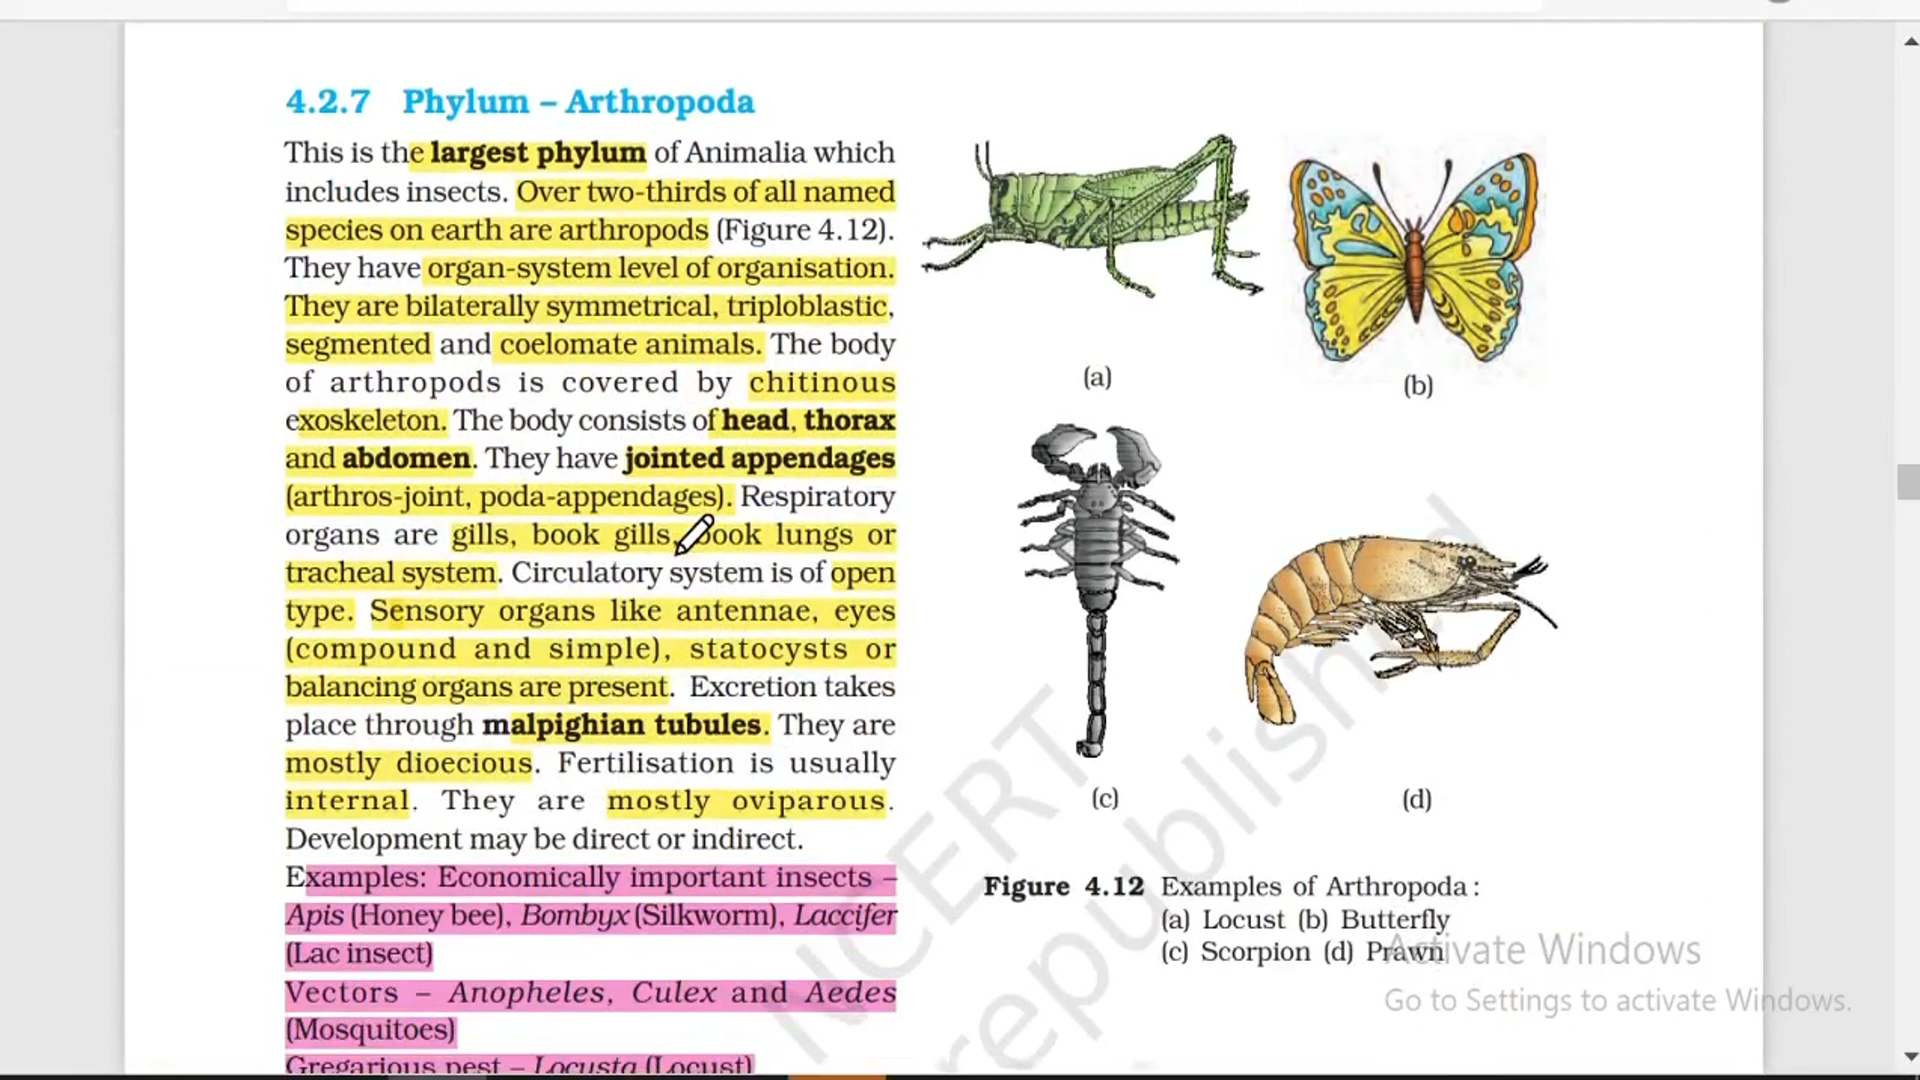 4.2.7 Phylum – Arthropoda
This is the largest phylum of Animalia which
includes insects. Over two-thirds of all named
species on earth are arthropods (Figure 4.12).
They have organ-system level of organisation.
They are bilaterally symmetrical, triploblastic,
segmented and coelomate animals. The body
of arthropods is covered by chitinous
exoskeleton. The body consists of head, thorax
and abdomen. They have jointed appendages
(arthros-joint, poda-appendages). Respiratory
organs are gills, book gills, book lungs or
tracheal system. Circulatory system is of open
type. Sensory organs like antennae, eyes
(compound and simple), statocysts or
balancing organs are present. Excretion takes
place through malpighian tubules. They are
mostly dioecious. Fertilisation is usually
internal. They are mostly oviparous.
Development may be direct or indirect.
Examples: Economically important insects –
Apis (Honey bee), Bombyx (Silkworm), Laccifer
(Lac insect)
Vectors – Anopheles, Culex and Aedes
(Mosquitoes)
Gregarious pest – Locusta (Locust)
(a)
(b)
(c)
(d)
Figure 4.12 Examples of Arthropoda :
(a) Locust (b) Butterfly
(c) Scorpion (d) Prawn
NCERT
republished
Activate Windows
Go to Settings to activate Windows.